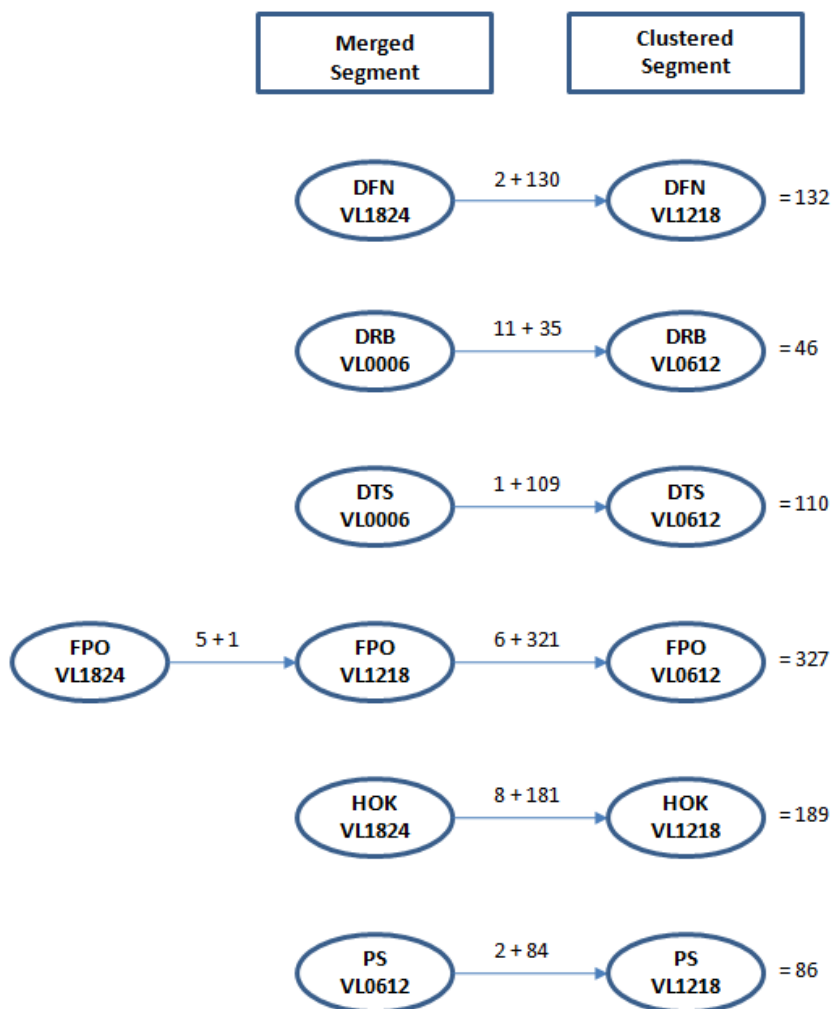 Merged
Segment
Clustered
Segment
DFN
VL1824
2 + 130
DFN
VL1218
= 132
DRB
VL0006
11 + 35
DRB
VL0612
= 46
DTS
VL0006
1 + 109
DTS
VL0612
= 110
FPO
VL1824
5 + 1
FPO
VL1218
6 + 321
FPO
VL0612
= 327
HOK
VL1824
8 + 181
HOK
VL1218
= 189
PS
VL0612
2 + 84
PS
VL1218
= 86